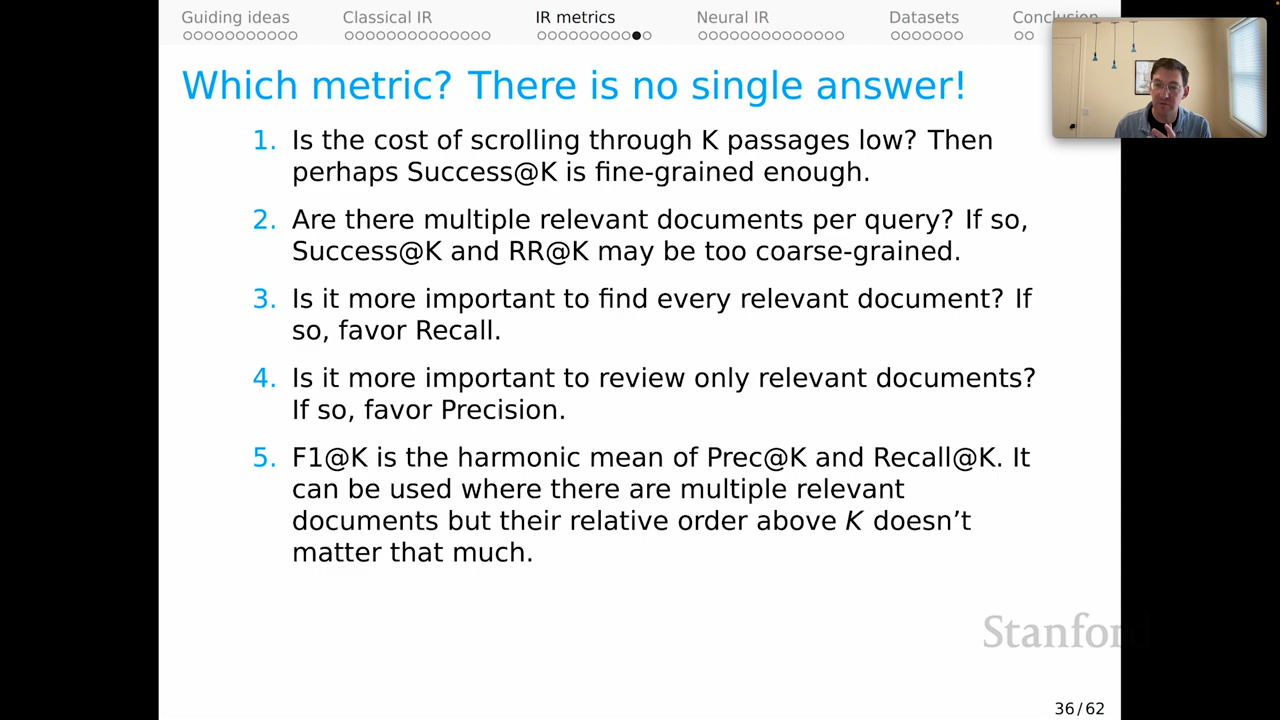 Guiding ideas Classical IR IR metrics Neural IR Datasets Conclusion
Which metric? There is no single answer!
1. Is the cost of scrolling through K passages low? Then
perhaps Success@K is fine-grained enough.
2. Are there multiple relevant documents per query? If so,
Success@K and RR@K may be too coarse-grained.
3. Is it more important to find every relevant document? If
so, favor Recall.
4. Is it more important to review only relevant documents?
If so, favor Precision.
5. F1@K is the harmonic mean of Prec@K and Recall@K. It
can be used where there are multiple relevant
documents but their relative order above K doesn’t
matter that much.
Stanfor
36/62